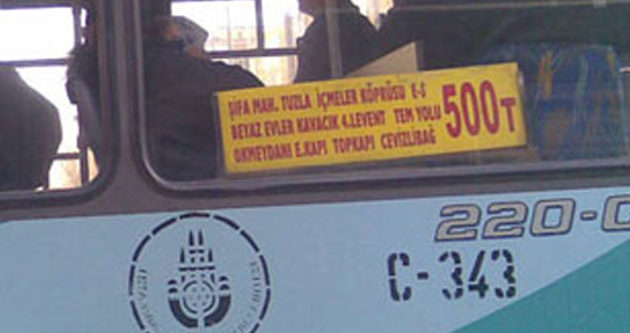 ŞİFA MAH. TUZLA İÇMELER KÖPRÜSÜ E-5
BEYAZ EVLER KAVACIK 4.LEVENT TEM YOLU
OKMEYDANI E.KAPI TOPKAPI CEVİZLİBAĞ
500T
220-
C-343